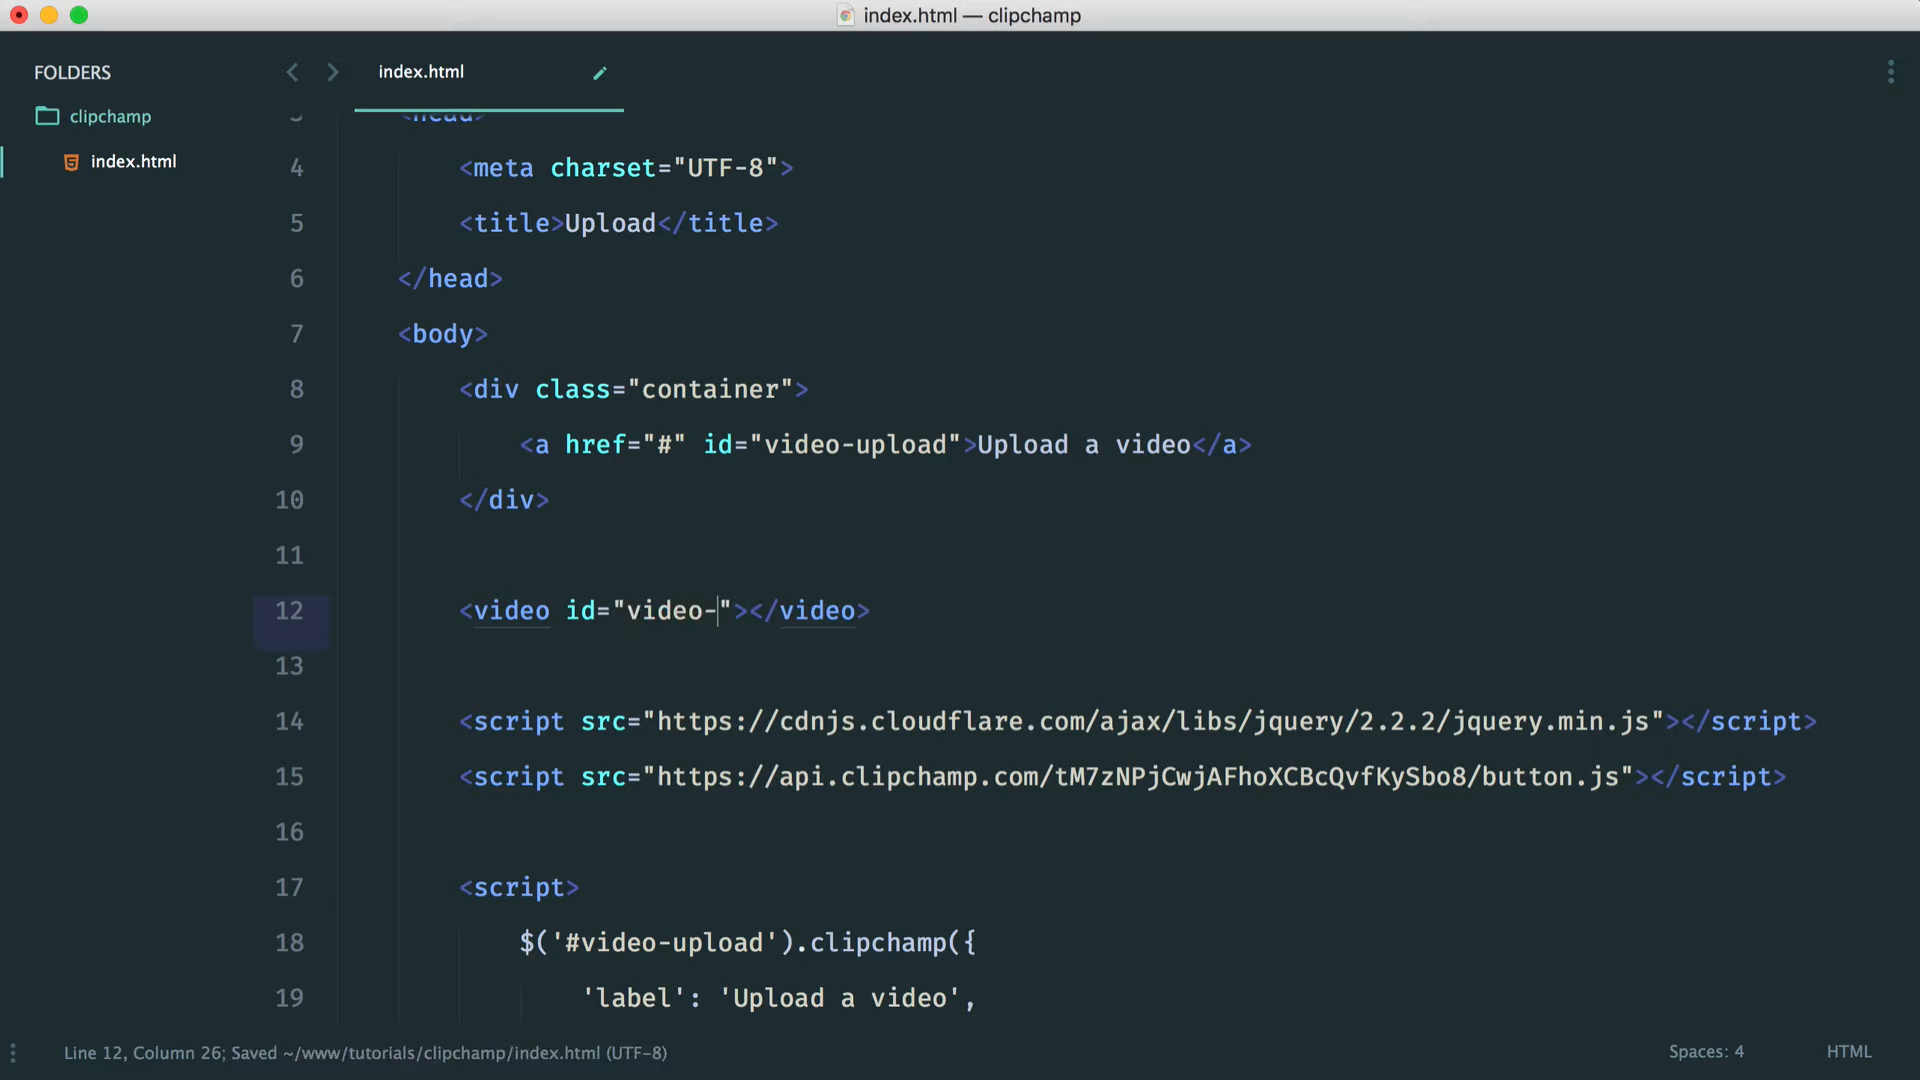 index.html — clipchamp
FOLDERS
index.html
clipchamp
index.html
3 <head>
4 <meta charset="UTF-8">
5 <title>Upload</title>
6 </head>
7 <body>
8 <div class="container">
9 <a href="#" id="video-upload">Upload a video</a>
10 </div>
11
12 <video id="video-"></video>
13
14 <script src="https://cdnjs.cloudflare.com/ajax/libs/jquery/2.2.2/jquery.min.js"></script>
15 <script src="https://api.clipchamp.com/tM7zNPjCwjAFhoXCBcQvfKySbo8/button.js"></script>
16
17 <script>
18 $('#video-upload').clipchamp({
19 'label': 'Upload a video',
Line 12, Column 26; Saved ~/www/tutorials/clipchamp/index.html (UTF-8)
Spaces: 4
HTML